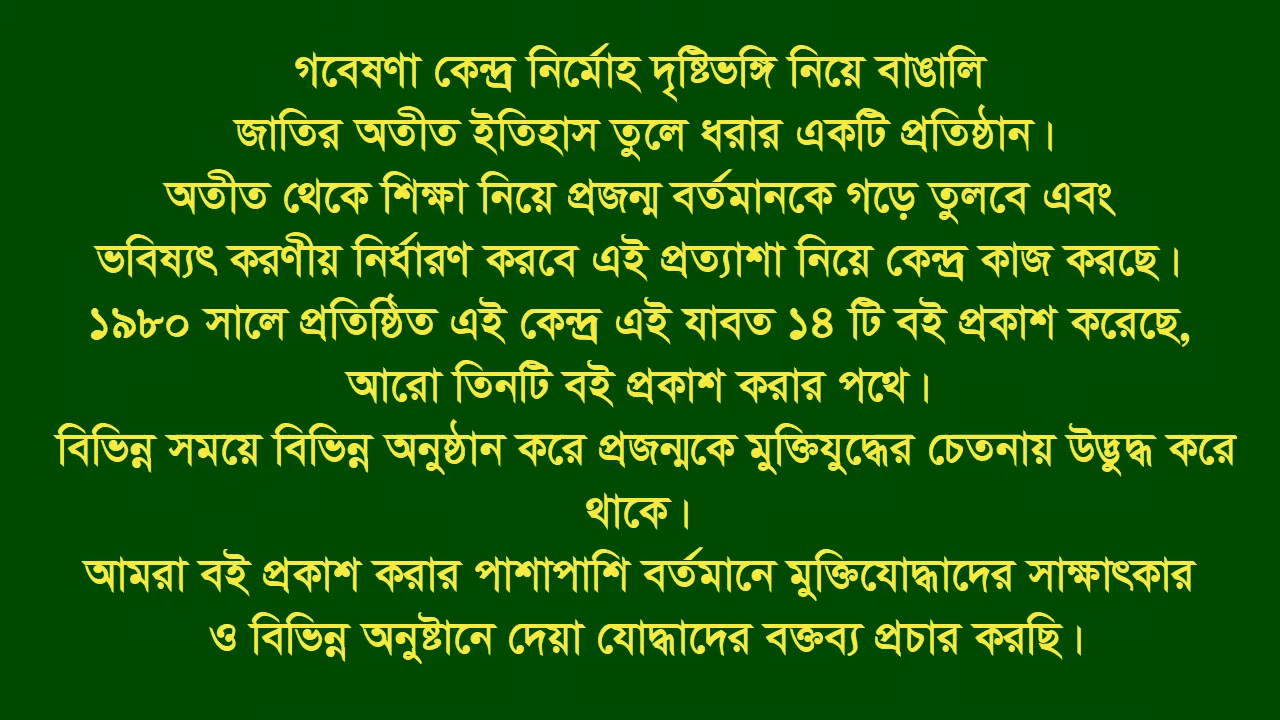 গবেষণা কেন্দ্র নির্মোহ দৃষ্টিভঙ্গি নিয়ে বাঙালি
জাতির অতীত ইতিহাস তুলে ধরার একটি প্রতিষ্ঠান।
অতীত থেকে শিক্ষা নিয়ে প্রজন্ম বর্তমানকে গড়ে তুলবে এবং
ভবিষ্যৎ করণীয় নির্ধারণ করবে এই প্রত্যাশা নিয়ে কেন্দ্র কাজ করছে।
১৯৮০ সালে প্রতিষ্ঠিত এই কেন্দ্র এই যাবত ১৪ টি বই প্রকাশ করেছে,
আরো তিনটি বই প্রকাশ করার পথে।
বিভিন্ন সময়ে বিভিন্ন অনুষ্ঠান করে প্রজন্মকে মুক্তিযুদ্ধের চেতনায় উদ্ভুদ্ধ করে
থাকে।
আমরা বই প্রকাশ করার পাশাপাশি বর্তমানে মুক্তিযোদ্ধাদের সাক্ষাৎকার
ও বিভিন্ন অনুষ্টানে দেয়া যোদ্ধাদের বক্তব্য প্রচার করছি।